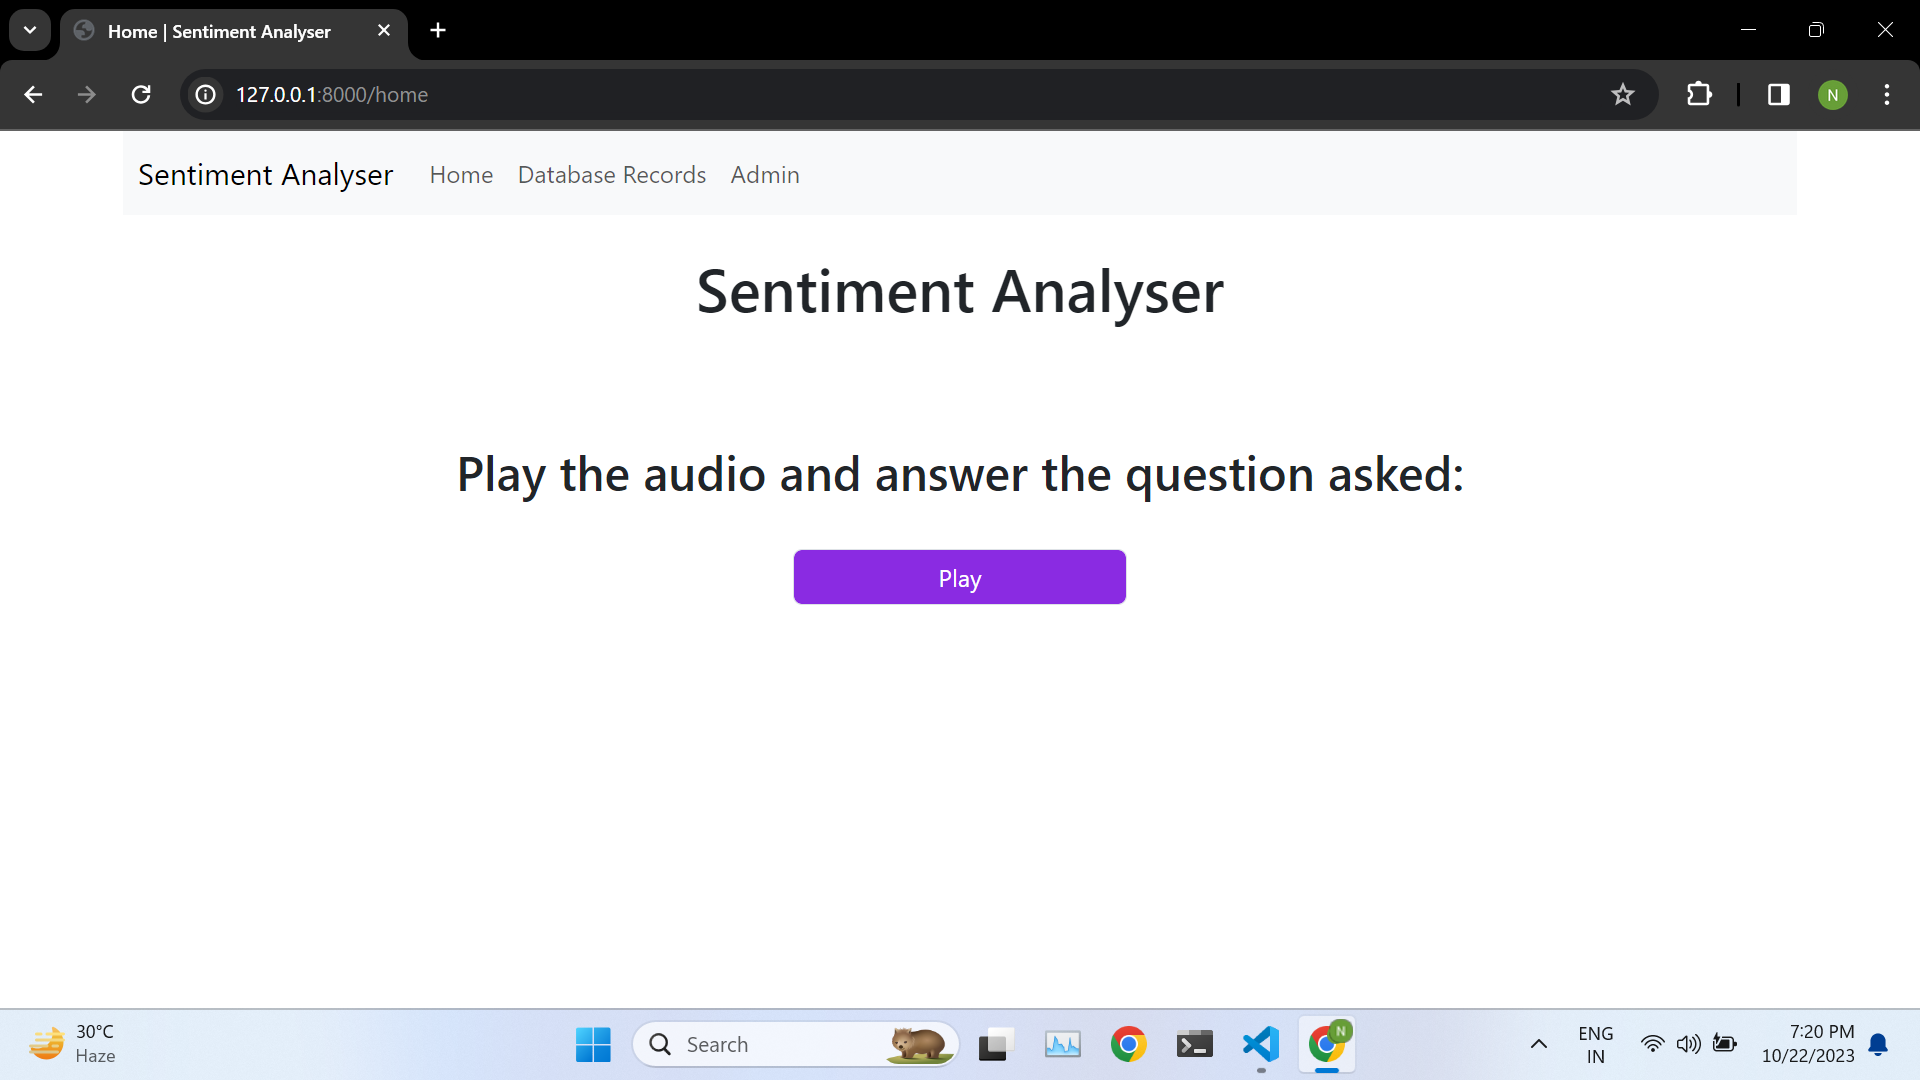 Home | Sentiment Analyser
127.0.0.1:8000/home
N
Sentiment Analyser Home Database Records Admin
Sentiment Analyser
Play the audio and answer the question asked:
Play
30°C
Haze
Search
N
ENG
IN
7:20 PM
10/22/2023